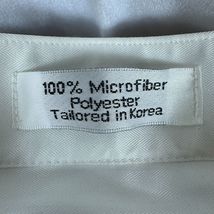 100% Microfiber
Polyester
Tailored in Korea